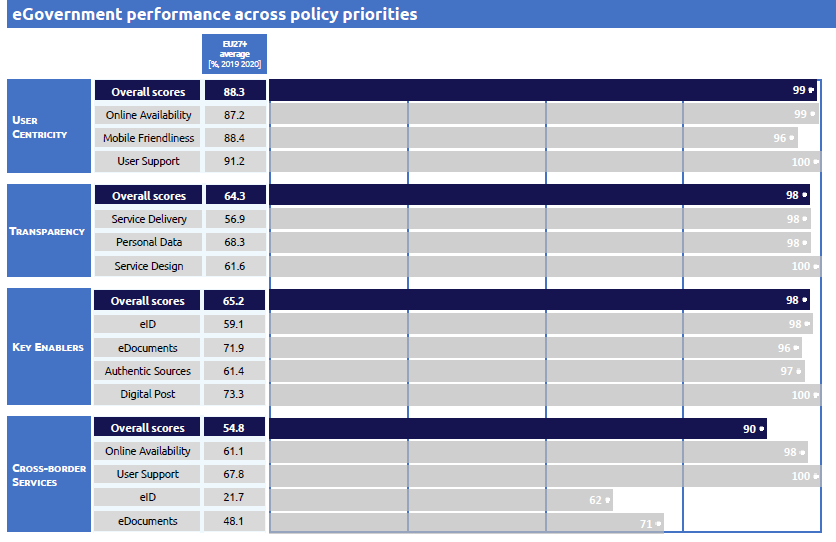 eGovernment performance across policy priorities
EU27+
average
[%, 2019 2020]
USER
CENTRICITY
Overall scores 88.3 99
Online Availability 87.2 99
Mobile Friendliness 88.4 96
User Support 91.2 100
TRANSPARENCY
Overall scores 64.3 98
Service Delivery 56.9 98
Personal Data 68.3 98
Service Design 61.6 100
KEY ENABLERS
Overall scores 65.2 98
eID 59.1 98
eDocuments 71.9 96
Authentic Sources 61.4 97
Digital Post 73.3 100
CROSS-BORDER
SERVICES
Overall scores 54.8 90
Online Availability 61.1 98
User Support 67.8 100
eID 21.7 62
eDocuments 48.1 71